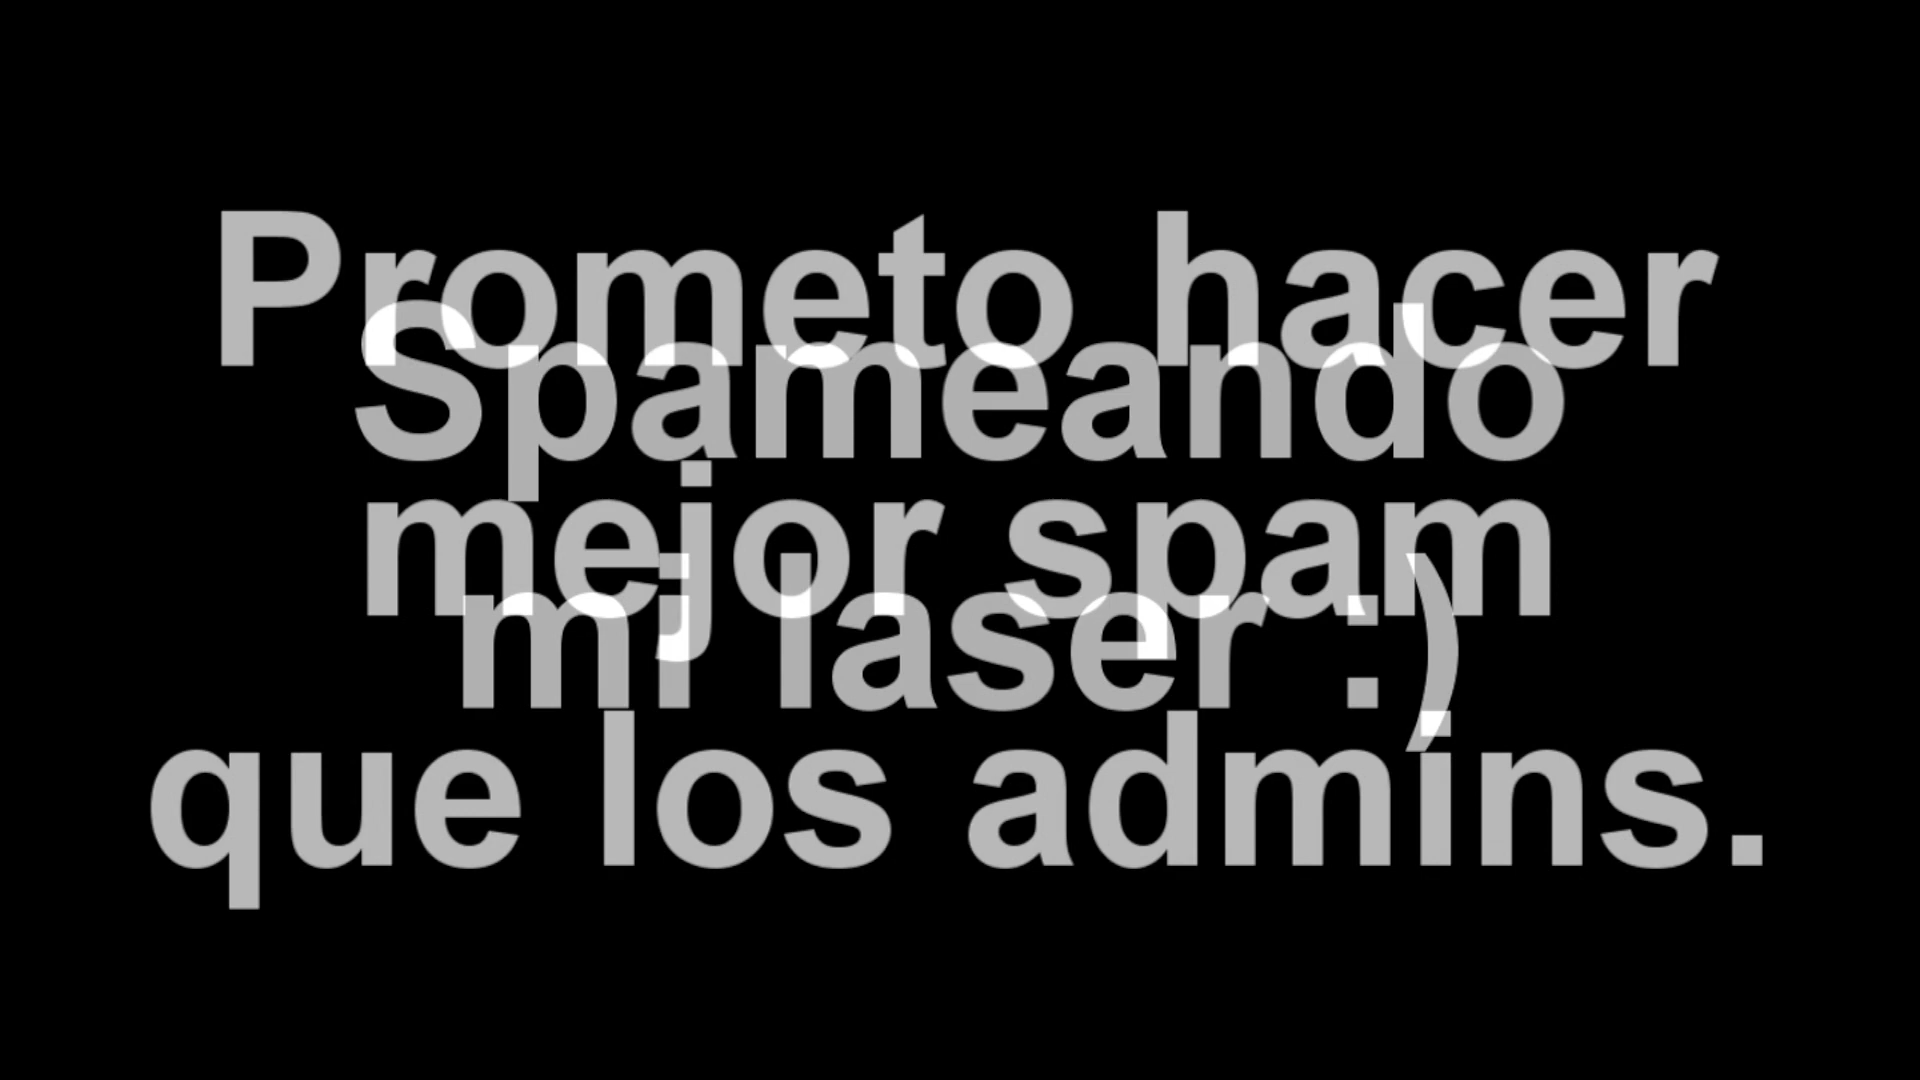 Prometo hacer
mejor spam
que los admins.
Spameando
mi laser :)